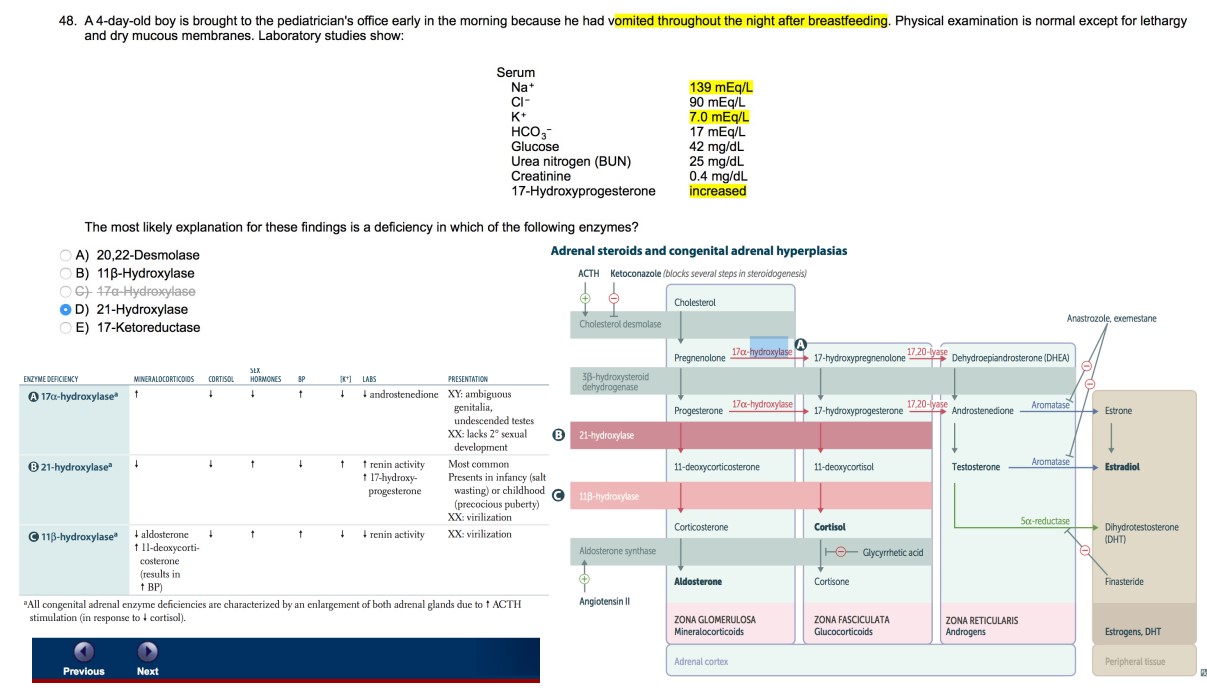 48. A 4-day-old boy is brought to the pediatrician's office early in the morning because he had vomited throughout the night after breastfeeding. Physical examination is normal except for lethargy
and dry mucous membranes. Laboratory studies show:
Serum
Na+ 139 mEq/L
Cl− 90 mEq/L
K+ 7.0 mEq/L
HCO3− 17 mEq/L
Glucose 42 mg/dL
Urea nitrogen (BUN) 25 mg/dL
Creatinine 0.4 mg/dL
17-Hydroxyprogesterone increased
The most likely explanation for these findings is a deficiency in which of the following enzymes?
A) 20,22-Desmolase
B) 11β-Hydroxylase
C) 17α-Hydroxylase
D) 21-Hydroxylase
E) 17-Ketoreductase
ENZYME DEFICIENCY MINERALOCORTICOIDS CORTISOL SEX HORMONES BP [K+] LABS PRESENTATION
A 17α-hydroxylaseª ↑ ↓ ↓ ↑ ↓ ↓ androstenedione XY: ambiguous
genitalia,
undescended testes
XX: lacks 2° sexual
development
B 21-hydroxylaseª ↓ ↓ ↑ ↓ ↑ ↑ renin activity Most common
↑ 17-hydroxy- Presents in infancy (salt
progesterone wasting) or childhood
(precocious puberty)
XX: virilization
C 11β-hydroxylaseª ↓ aldosterone ↓ ↑ ↑ ↓ ↓ renin activity XX: virilization
↑ 11-deoxycorti-
costerone
(results in
↑ BP)
ªAll congenital adrenal enzyme deficiencies are characterized by an enlargement of both adrenal glands due to ↑ ACTH
stimulation (in response to ↓ cortisol).
Previous Next
Adrenal steroids and congenital adrenal hyperplasias
ACTH Ketoconazole (blocks several steps in steroidogenesis)
+ −
Cholesterol
Cholesterol desmolase
Anastrozole, exemestane
A
Pregnenolone 17α-hydroxylase 17-hydroxypregnenolone 17,20-lyase Dehydroepiandrosterone (DHEA)
−
3β-hydroxysteroid
dehydrogenase
−
Progesterone 17α-hydroxylase 17-hydroxyprogesterone 17,20-lyase Androstenedione Aromatase Estrone
B 21-hydroxylase
11-deoxycorticosterone 11-deoxycortisol Testosterone Aromatase Estradiol
C 11β-hydroxylase
5α-reductase
Corticosterone Cortisol Dihydrotestosterone
(DHT)
Aldosterone synthase − Glycyrrhetic acid −
+
Aldosterone Cortisone Finasteride
Angiotensin II
ZONA GLOMERULOSA ZONA FASCICULATA ZONA RETICULARIS
Mineralocorticoids Glucocorticoids Androgens Estrogens, DHT
Adrenal cortex Peripheral tissue